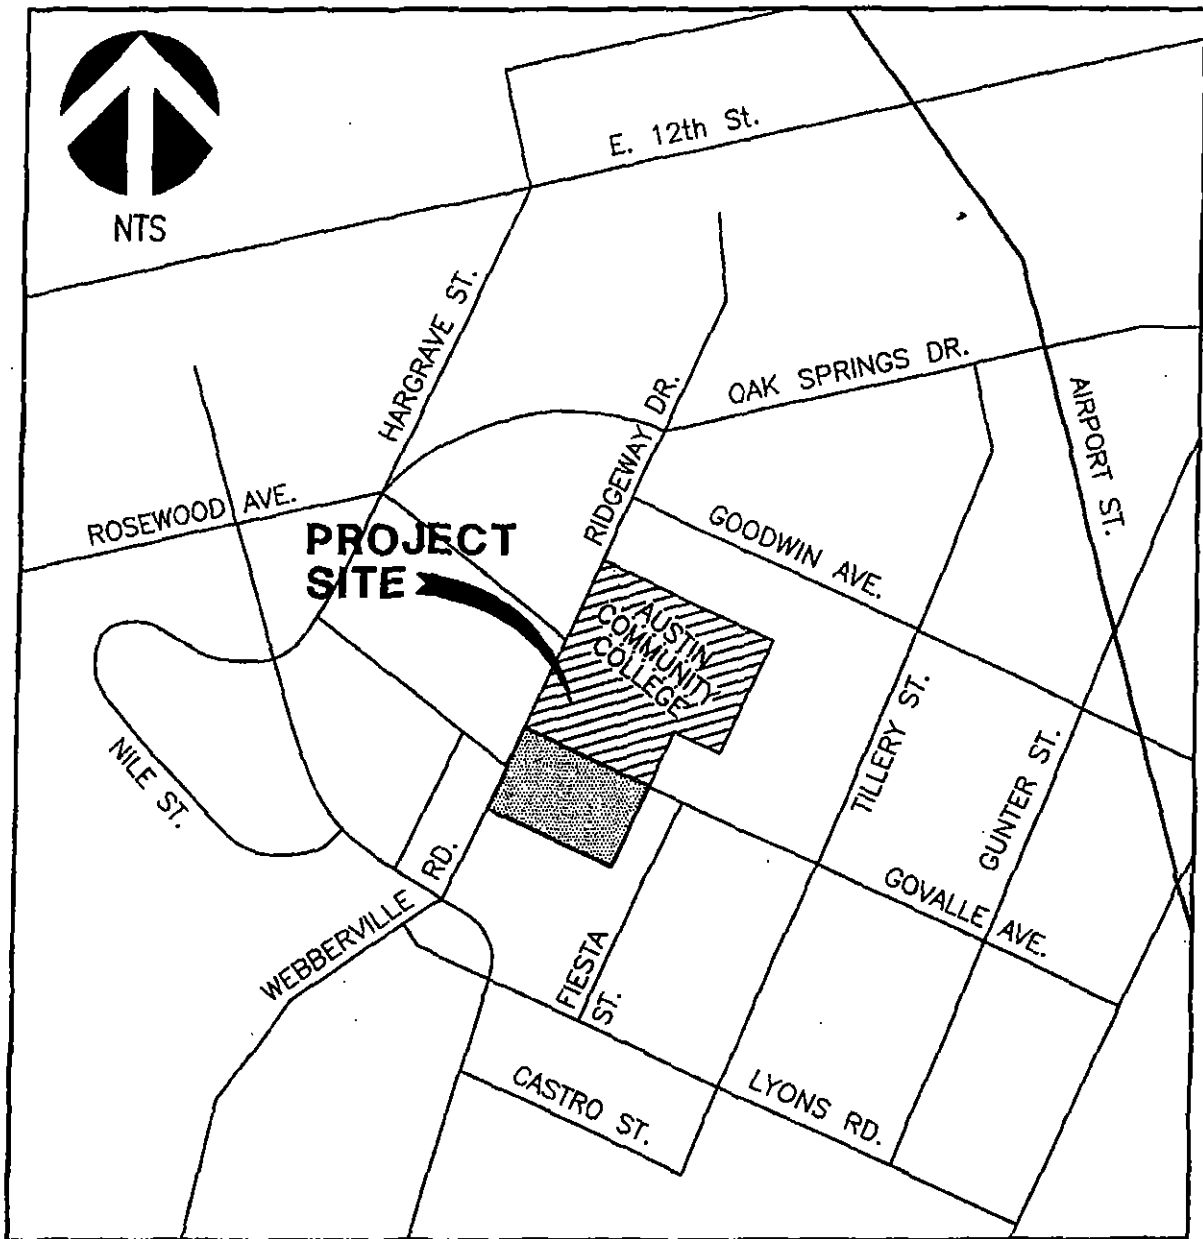 NTS
E. 12th St.
HARGRAVE ST.
RIDGEWAY DR.
OAK SPRINGS DR.
AIRPORT ST.
ROSEWOOD AVE.
PROJECT
SITE
GOODWIN AVE.
AUSTIN
COMMUNITY
COLLEGE
NILE ST.
TILLERY ST.
GUNTER ST.
WEBBERVILLE RD.
GOVALLE AVE.
FIESTA
ST.
CASTRO ST.
LYONS RD.